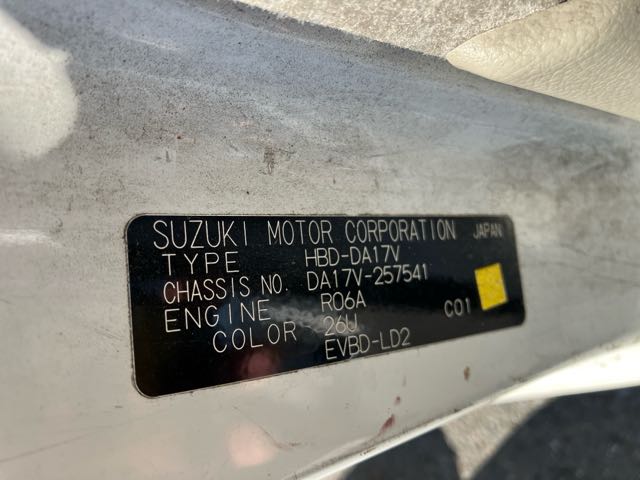 SUZUKI MOTOR CORPORATION JAPAN
TYPE HBD-DA17V
CHASSIS NO. DA17V-257541
ENGINE R06A C01
COLOR 26U
EVBD-LD2